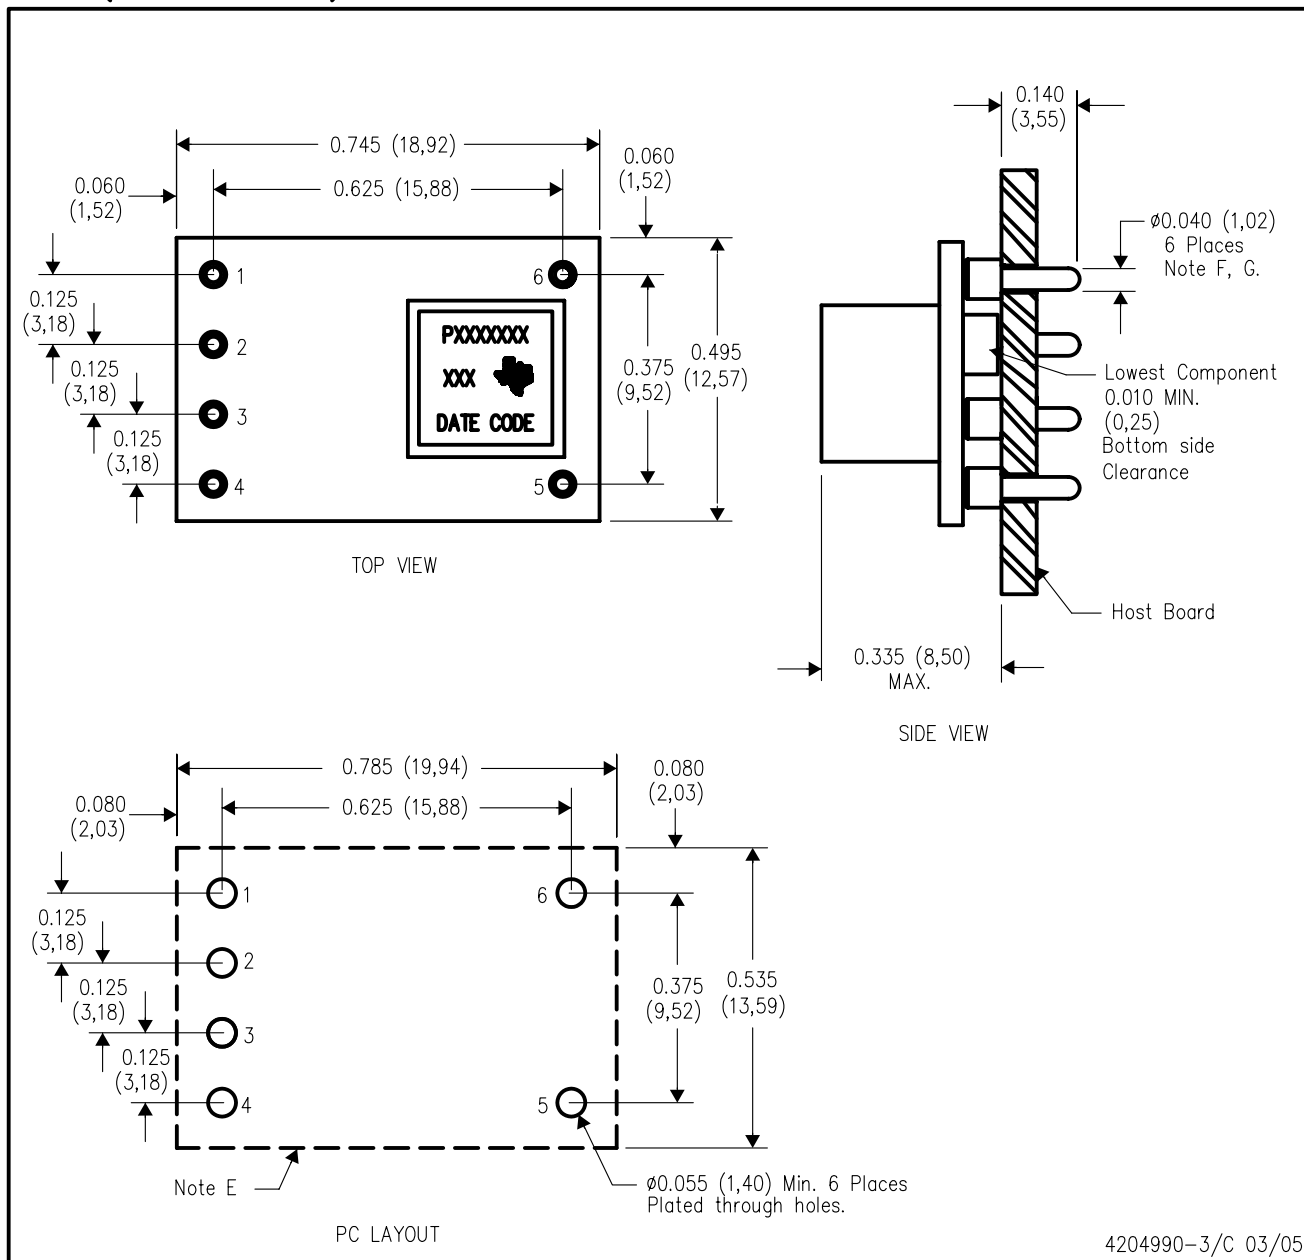 0.745 (18,92)
0.625 (15,88)
0.060
(1,52)
0.060
(1,52)
1
2
3
4
6
5
0.125
(3,18)
0.125
(3,18)
0.125
(3,18)
PXXXXXXX
XXX
DATE CODE
0.375
(9,52)
0.495
(12,57)
TOP VIEW
0.140
(3,55)
ø0.040 (1,02)
6 Places
Note F, G.
Lowest Component
0.010 MIN.
(0,25)
Bottom side
Clearance
Host Board
0.335 (8,50)
MAX.
SIDE VIEW
0.785 (19,94)
0.625 (15,88)
0.080
(2,03)
0.080
(2,03)
1
2
3
4
6
5
0.125
(3,18)
0.125
(3,18)
0.125
(3,18)
0.375
(9,52)
0.535
(13,59)
Note E
ø0.055 (1,40) Min. 6 Places
Plated through holes.
PC LAYOUT
4204990-3/C 03/05